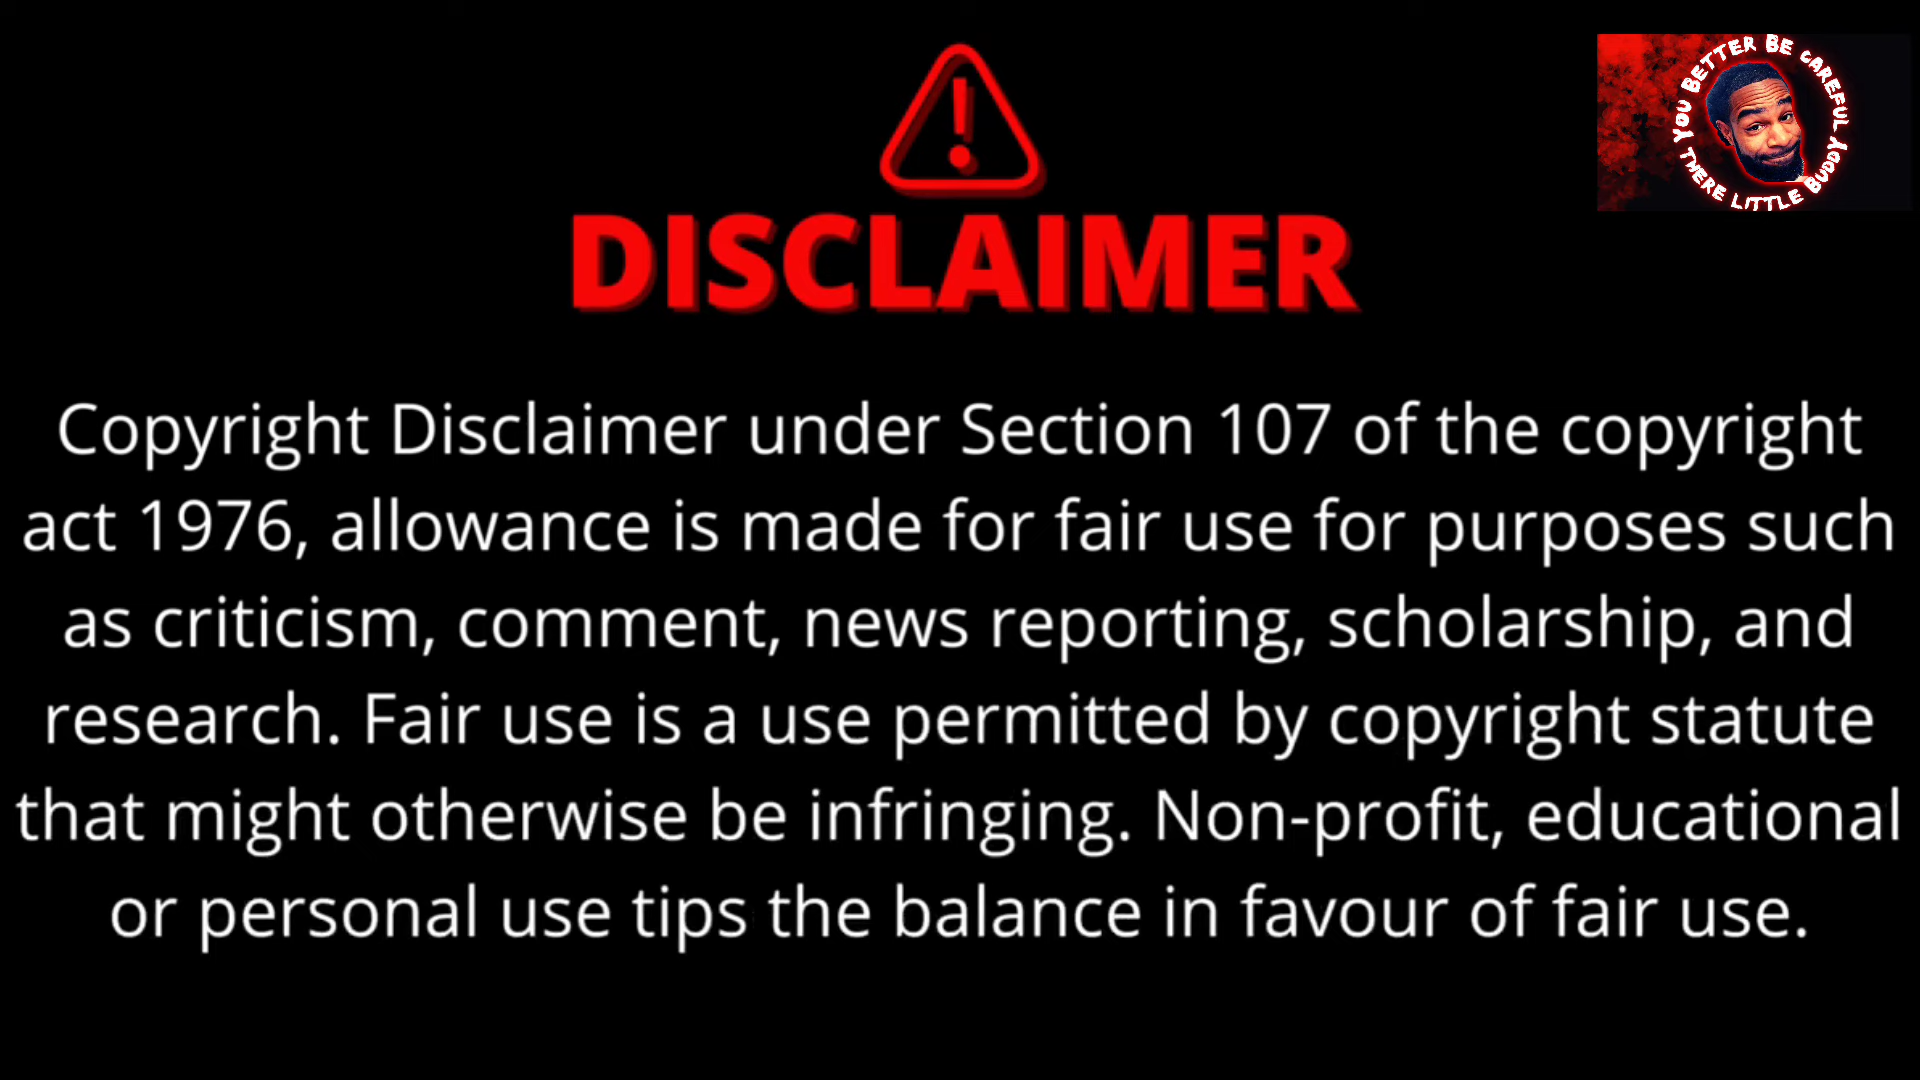 YOU BETTER BE CAREFUL
THERE LITTLE BUDDY
DISCLAIMER
Copyright Disclaimer under Section 107 of the copyright
act 1976, allowance is made for fair use for purposes such
as criticism, comment, news reporting, scholarship, and
research. Fair use is a use permitted by copyright statute
that might otherwise be infringing. Non-profit, educational
or personal use tips the balance in favour of fair use.